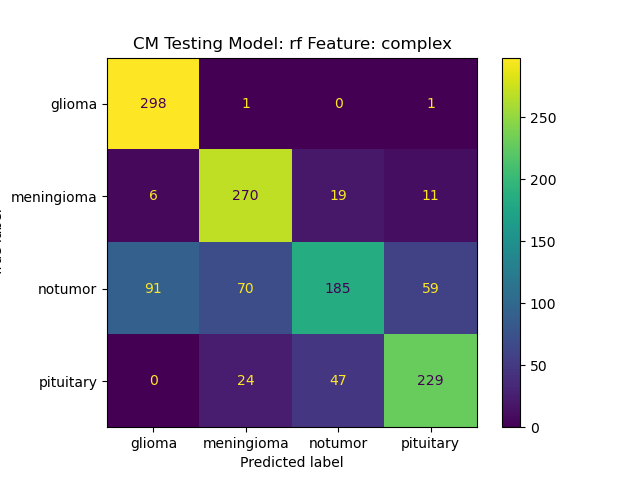 CM Testing Model: rf Feature: complex
glioma 298 1 0 1
meningioma 6 270 19 11
notumor 91 70 185 59
pituitary 0 24 47 229
glioma meningioma notumor pituitary
Predicted label
250
200
150
100
50
0